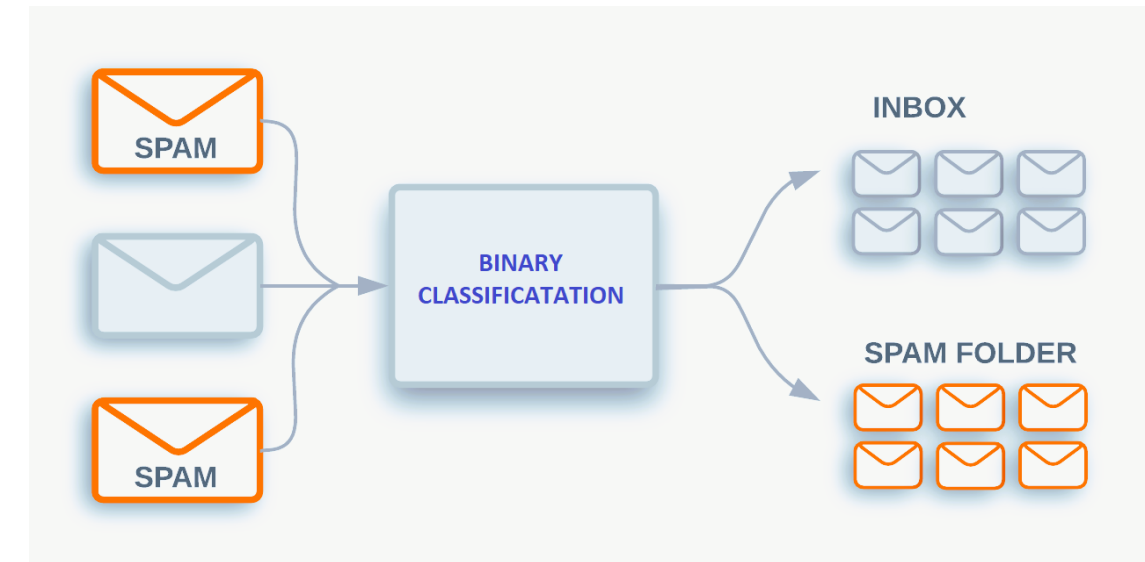 SPAM
SPAM
BINARY
CLASSIFICATATION
INBOX
SPAM FOLDER